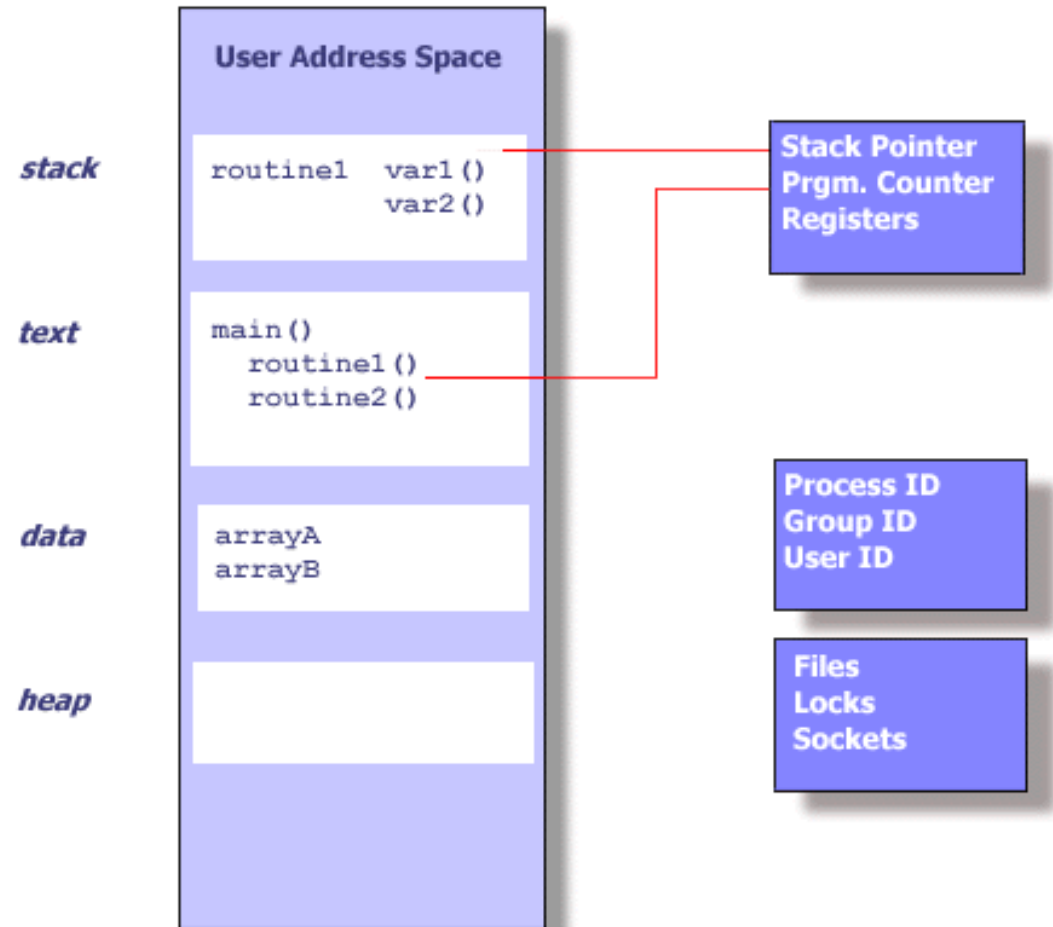 User Address Space
stack
routine1 var1()
var2()
text
main()
routine1()
routine2()
data
arrayA
arrayB
heap
Stack Pointer
Prgm. Counter
Registers
Process ID
Group ID
User ID
Files
Locks
Sockets